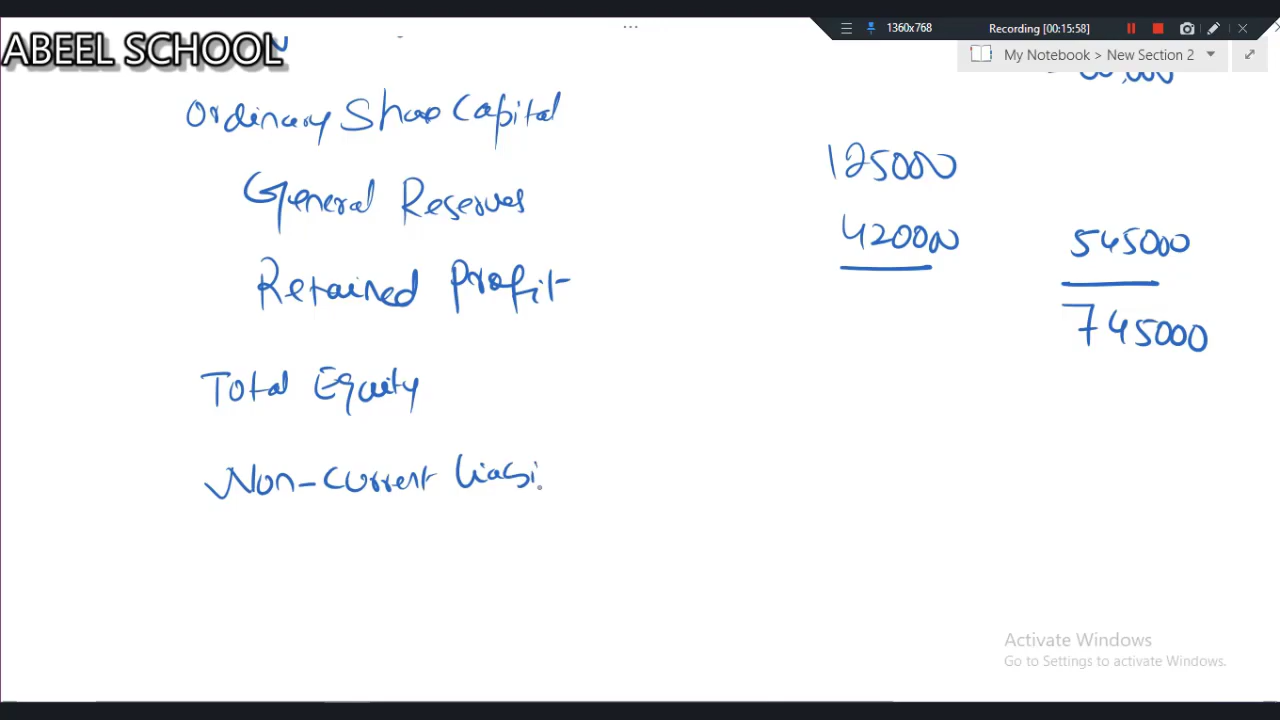 ABEEL SCHOOL
1360x768
Recording [00:15:58]
My Notebook > New Section 2
Ordinary Share Capital
General Reserves 125000
Retained Profit 420000 545000
745000
Total Equity
Non-Current Liabi
Activate Windows
Go to Settings to activate Windows.